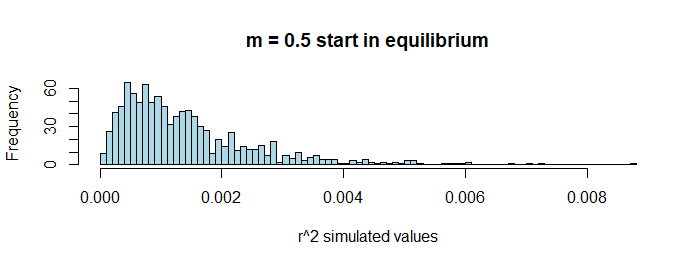 m = 0.5 start in equilibrium
Frequency
60
30
0
0.000 0.002 0.004 0.006 0.008
r^2 simulated values